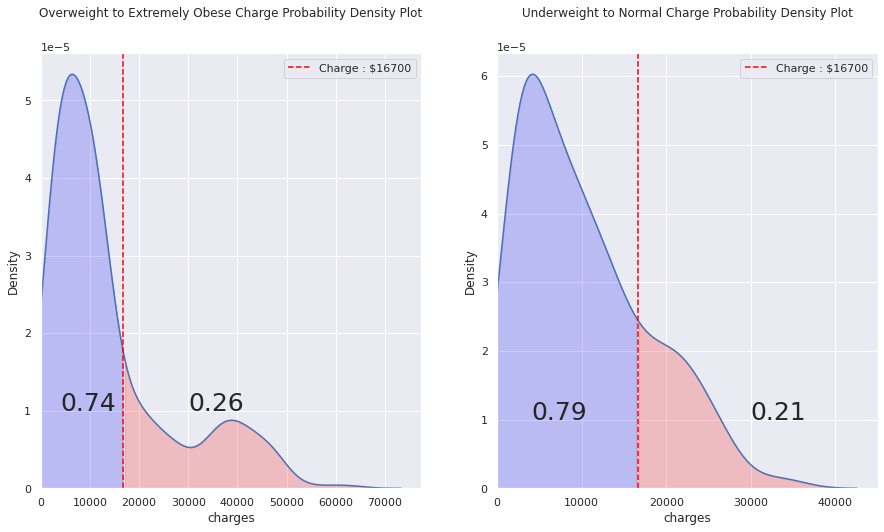 Overweight to Extremely Obese Charge Probability Density Plot
1e−5
Charge : $16700
5
4
3
2
1
0
Density
0.74
0.26
0 10000 20000 30000 40000 50000 60000 70000
charges
Underweight to Normal Charge Probability Density Plot
1e−5
Charge : $16700
6
5
4
3
2
1
0
Density
0.79
0.21
0 10000 20000 30000 40000
charges